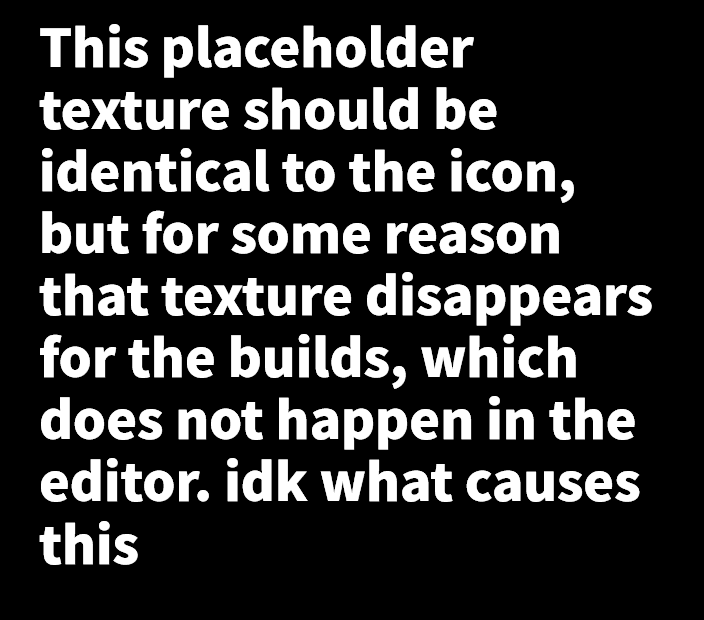 This placeholder
texture should be
identical to the icon,
but for some reason
that texture disappears
for the builds, which
does not happen in the
editor. idk what causes
this